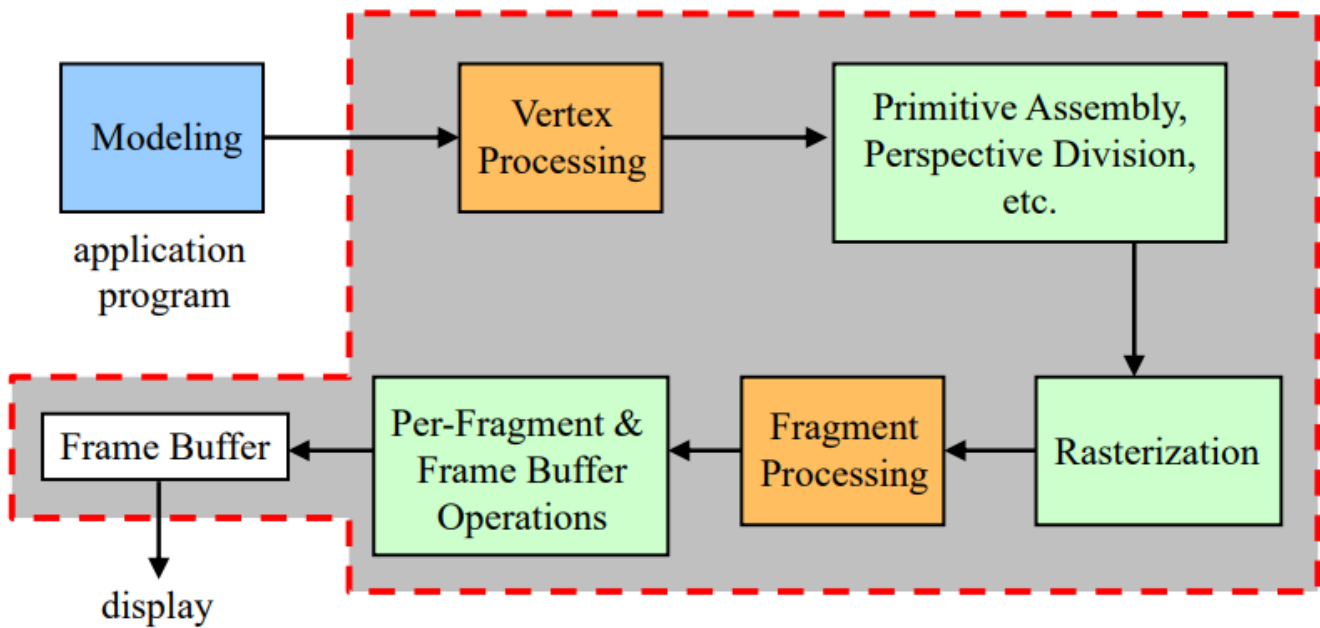 Modeling
application
program
Vertex
Processing
Primitive Assembly,
Perspective Division,
etc.
Rasterization
Fragment
Processing
Per-Fragment &
Frame Buffer
Operations
Frame Buffer
display